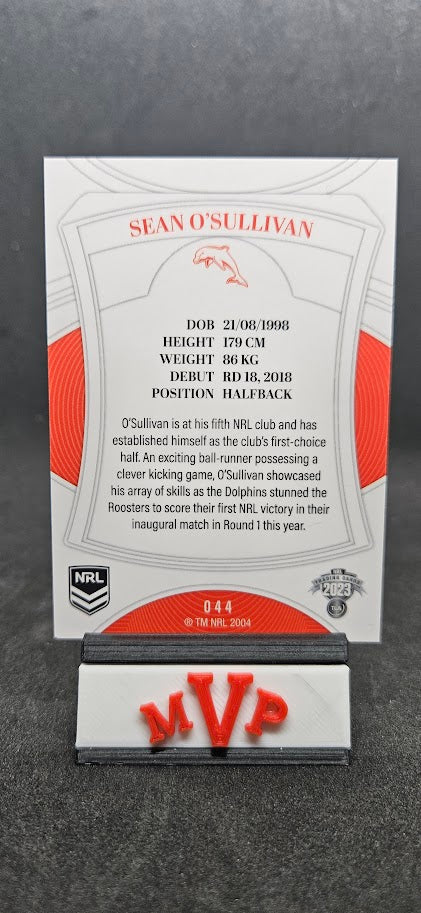 SEAN O'SULLIVAN
DOB 21/08/1998
HEIGHT 179 CM
WEIGHT 86 KG
DEBUT RD 18, 2018
POSITION HALFBACK
O'Sullivan is at his fifth NRL club and has
established himself as the club's first-choice
half. An exciting ball-runner possessing a
clever kicking game, O'Sullivan showcased
his array of skills as the Dolphins stunned the
Roosters to score their first NRL victory in their
inaugural match in Round 1 this year.
NRL
NRL
TRADING CARDS
2023
TLA
044
® TM NRL 2004
MVP